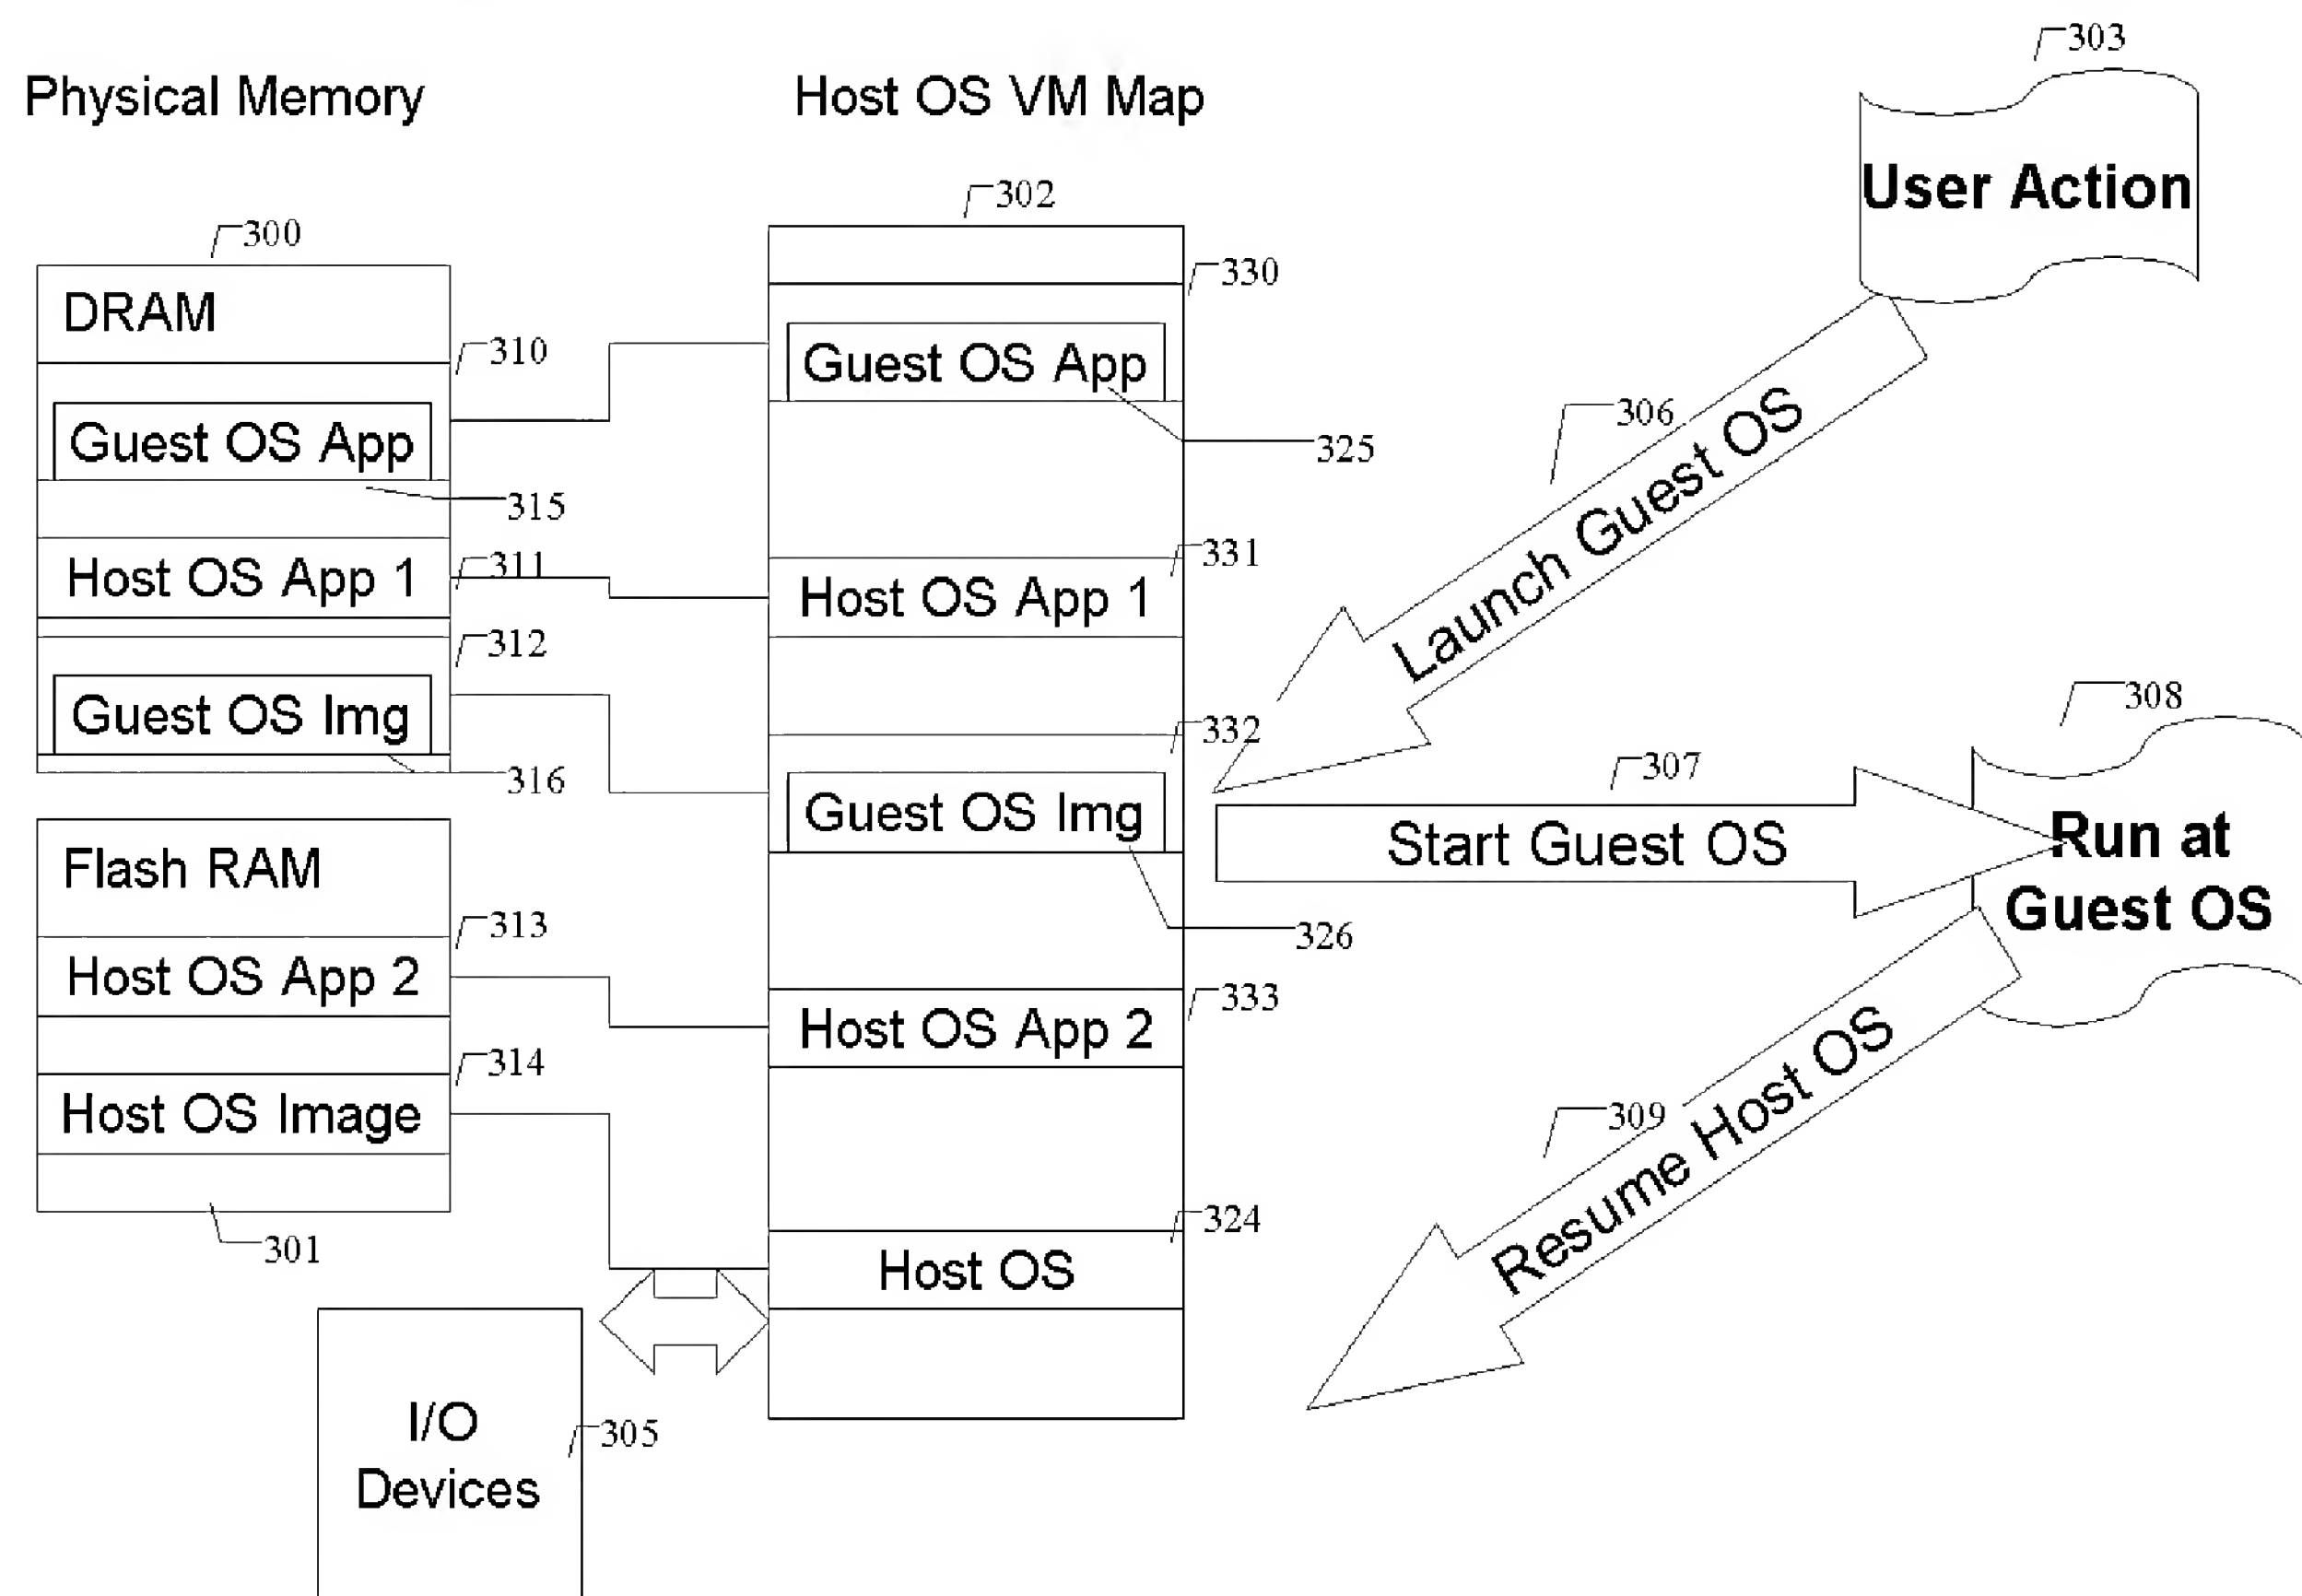 303
Physical Memory
Host OS VM Map
User Action
302
300
330
DRAM
310
Guest OS App
306
Guest OS App
325
315
Launch Guest OS
311
331
Host OS App 1
Host OS App 1
312
308
Guest OS Img
332
316
307
Guest OS Img
Start Guest OS
Run at
Guest OS
Flash RAM
313
326
Host OS App 2
333
Host OS App 2
314
309
Host OS Image
Resume Host OS
324
301
Host OS
I/O
Devices
305